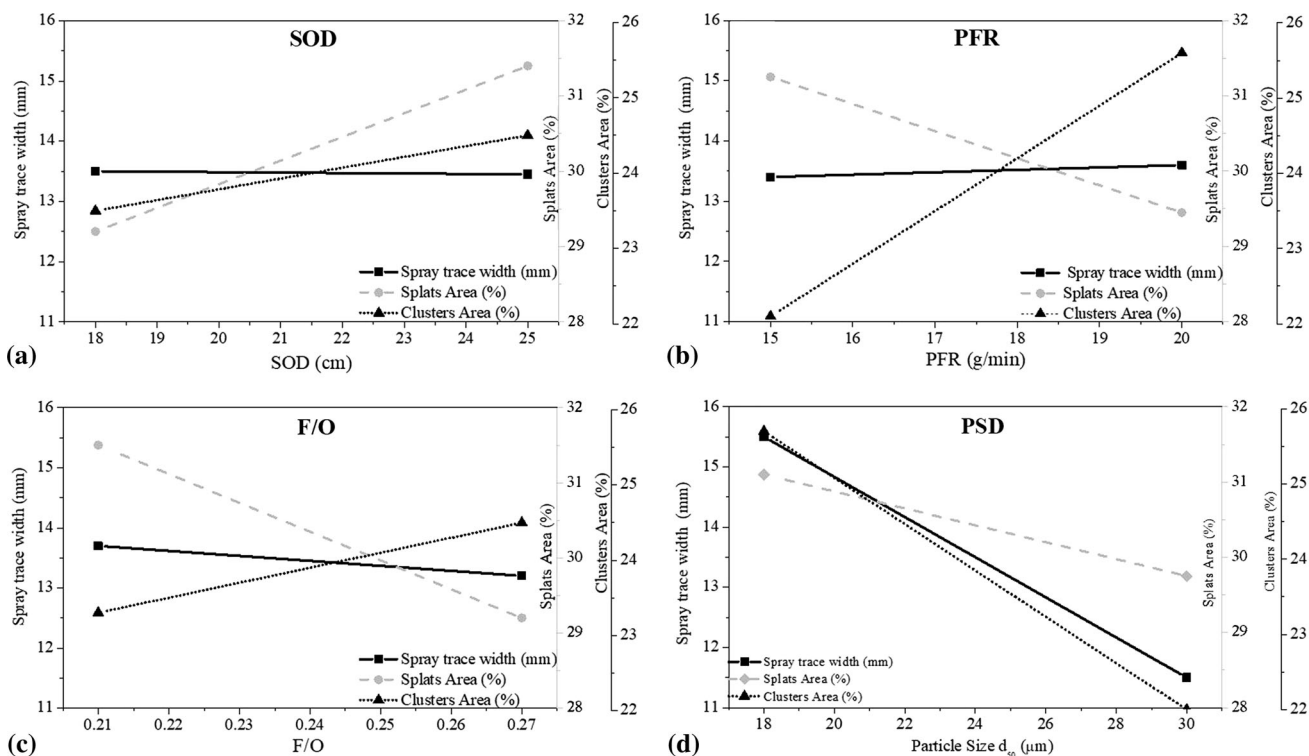 SOD
16
15
14
13
12
11
Spray trace width (mm)
32
31
30
29
28
Splats Area (%)
26
25
24
23
22
Clusters Area (%)
Spray trace width (mm)
Splats Area (%)
Clusters Area (%)
18 19 20 21 22 23 24 25
SOD (cm)
(a)
PFR
16
15
14
13
12
11
Spray trace width (mm)
32
31
30
29
28
Splats Area (%)
26
25
24
23
22
Clusters Area (%)
Spray trace width (mm)
Splats Area (%)
Clusters Area (%)
15 16 17 18 19 20
PFR (g/min)
(b)
F/O
16
15
14
13
12
11
Spray trace width (mm)
32
31
30
29
28
Splats Area (%)
26
25
24
23
22
Clusters Area (%)
Spray trace width (mm)
Splats Area (%)
Clusters Area (%)
0.21 0.22 0.23 0.24 0.25 0.26 0.27
F/O
(c)
PSD
16
15
14
13
12
11
Spray trace width (mm)
32
31
30
29
28
Splats Area (%)
26
25
24
23
22
Clusters Area (%)
Spray trace width (mm)
Splats Area (%)
Clusters Area (%)
18 20 22 24 26 28 30
Particle Size d50 (μm)
(d)